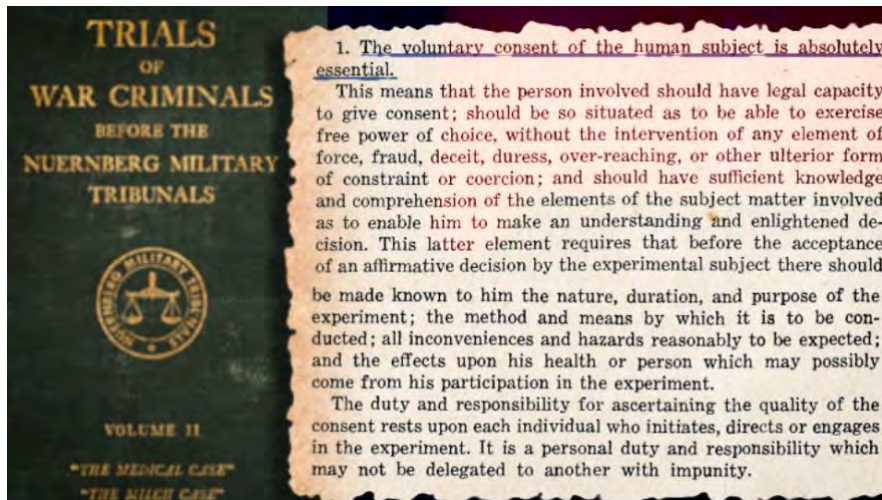 TRIALS
OF
WAR CRIMINALS
BEFORE THE
NUERNBERG MILITARY
TRIBUNALS
NUERNBERG MILITARY TRIBUNALS
VOLUME II
"THE MEDICAL CASE"
"THE MILCH CASE"
1. The voluntary consent of the human subject is absolutely
essential.
This means that the person involved should have legal capacity
to give consent; should be so situated as to be able to exercise
free power of choice, without the intervention of any element of
force, fraud, deceit, duress, over-reaching, or other ulterior form
of constraint or coercion; and should have sufficient knowledge
and comprehension of the elements of the subject matter involved
as to enable him to make an understanding and enlightened de-
cision. This latter element requires that before the acceptance
of an affirmative decision by the experimental subject there should
be made known to him the nature, duration, and purpose of the
experiment; the method and means by which it is to be con-
ducted; all inconveniences and hazards reasonably to be expected;
and the effects upon his health or person which may possibly
come from his participation in the experiment.
The duty and responsibility for ascertaining the quality of the
consent rests upon each individual who initiates, directs or engages
in the experiment. It is a personal duty and responsibility which
may not be delegated to another with impunity.